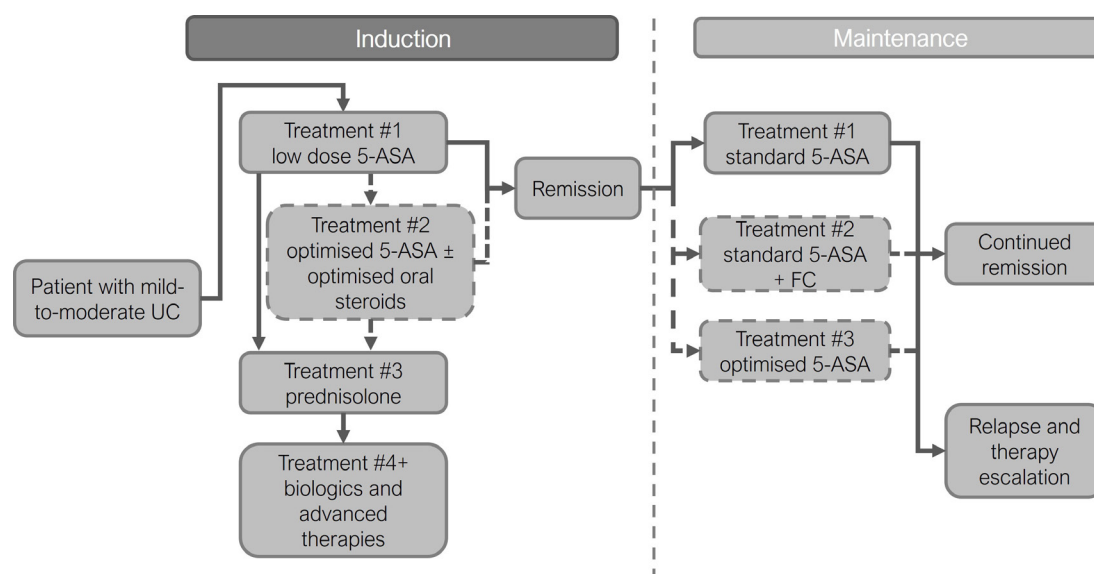 Induction
Maintenance
Treatment #1
low dose 5-ASA
Treatment #2
optimised 5-ASA ±
optimised oral
steroids
Patient with mild-
to-moderate UC
Treatment #3
prednisolone
Treatment #4+
biologics and
advanced
therapies
Remission
Treatment #1
standard 5-ASA
Treatment #2
standard 5-ASA
+ FC
Treatment #3
optimised 5-ASA
Continued
remission
Relapse and
therapy
escalation